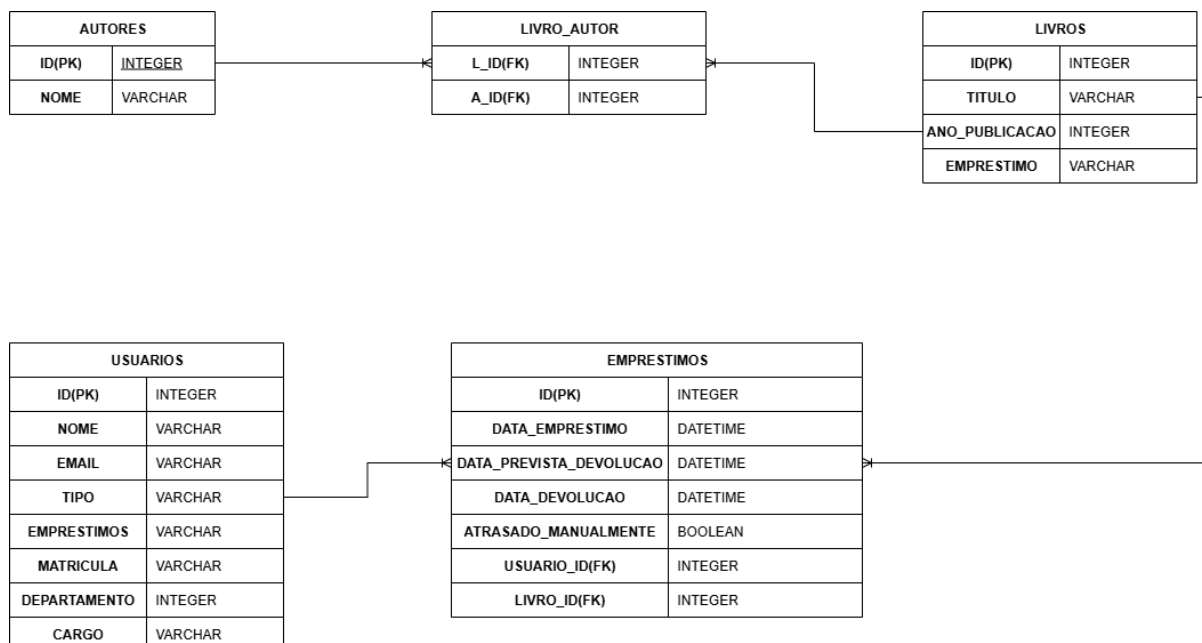 AUTORES
ID(PK) INTEGER
NOME VARCHAR
LIVRO_AUTOR
L_ID(FK) INTEGER
A_ID(FK) INTEGER
LIVROS
ID(PK) INTEGER
TITULO VARCHAR
ANO_PUBLICACAO INTEGER
EMPRESTIMO VARCHAR
USUARIOS
ID(PK) INTEGER
NOME VARCHAR
EMAIL VARCHAR
TIPO VARCHAR
EMPRESTIMOS VARCHAR
MATRICULA VARCHAR
DEPARTAMENTO INTEGER
CARGO VARCHAR
EMPRESTIMOS
ID(PK) INTEGER
DATA_EMPRESTIMO DATETIME
DATA_PREVISTA_DEVOLUCAO DATETIME
DATA_DEVOLUCAO DATETIME
ATRASADO_MANUALMENTE BOOLEAN
USUARIO_ID(FK) INTEGER
LIVRO_ID(FK) INTEGER